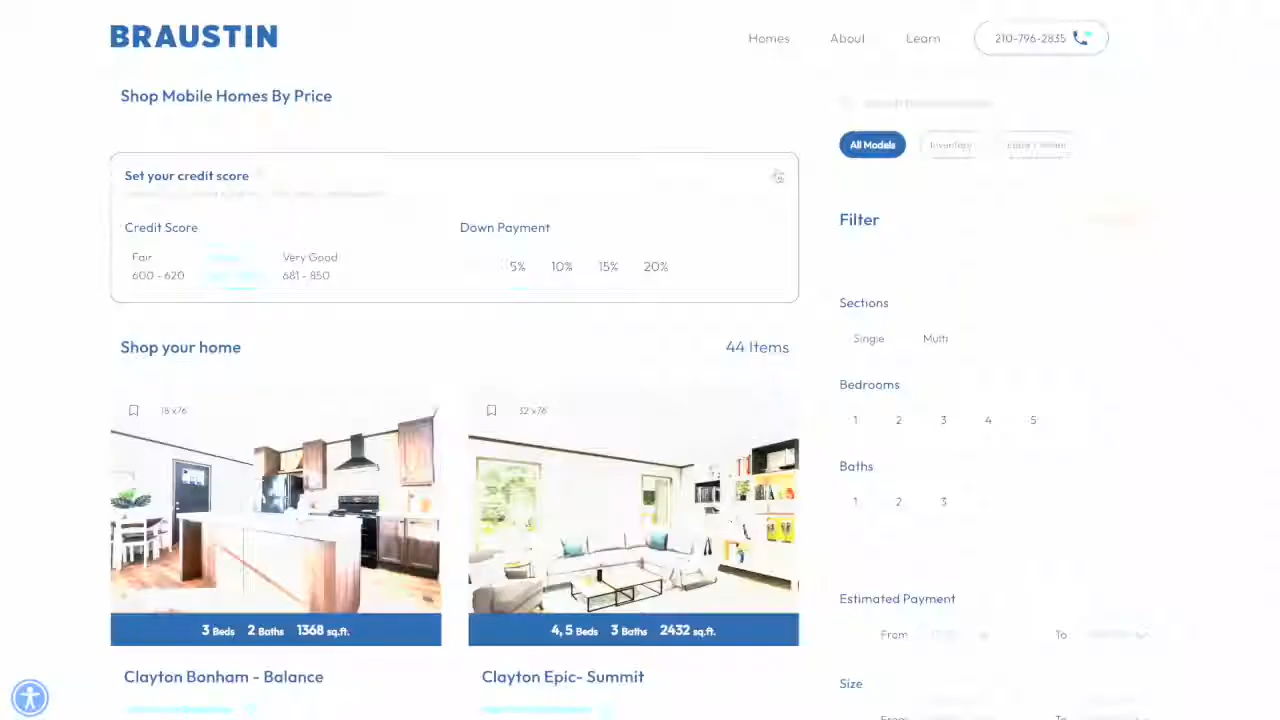 BRAUSTIN
Homes
About
Learn
210-796-2835
Shop Mobile Homes By Price
All Models
Inventory
Set your credit score
Credit Score
Down Payment
Fair
Very Good
600 - 620
681 - 850
5%
10%
15%
20%
Filter
Sections
Single
Multi
Shop your home
44 Items
Bedrooms
1
2
3
4
5
Baths
1
2
3
18'x76'
32'x76'
3 Beds 2 Baths 1368 sq.ft.
4, 5 Beds 3 Baths 2432 sq.ft.
Estimated Payment
From
To
Clayton Bonham - Balance
Clayton Epic- Summit
Size
From
To